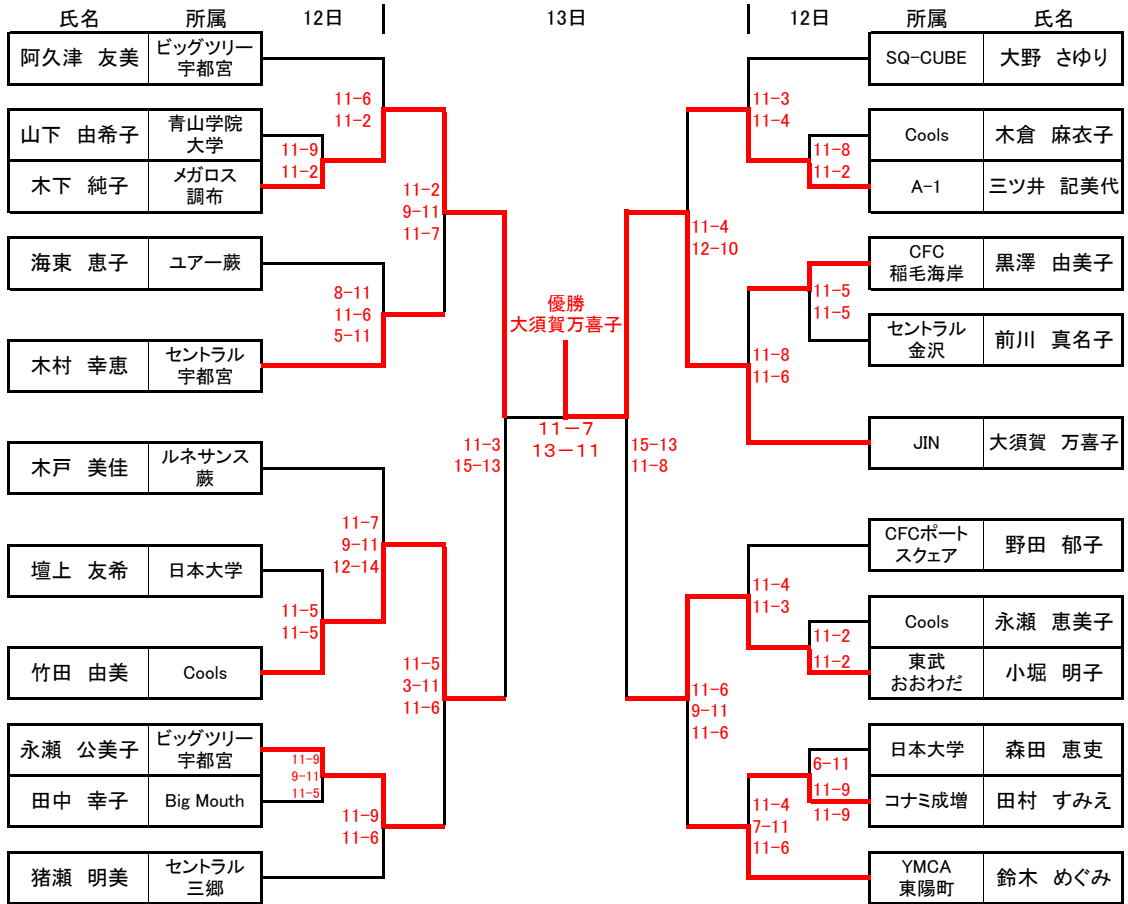 氏名 所属 12日 13日 12日 所属 氏名
阿久津 友美 ビッグツリー
宇都宮
山下 由希子 青山学院
大学
木下 純子 メガロス
調布
海東 恵子 ユアー蕨
木村 幸恵 セントラル
宇都宮
木戸 美佳 ルネサンス
蕨
壇上 友希 日本大学
竹田 由美 Cools
永瀬 公美子 ビッグツリー
宇都宮
田中 幸子 Big Mouth
猪瀬 明美 セントラル
三郷
11-6
11-2
11-9
11-2
8-11
11-6
5-11
11-7
9-11
12-14
11-5
11-5
11-9
9-11
11-5
11-9
11-6
11-2
9-11
11-7
11-5
3-11
11-6
11-3
15-13
優勝
大須賀万喜子
11-7
13-11
15-13
11-8
11-4
12-10
11-6
9-11
11-6
11-3
11-4
11-8
11-2
11-5
11-5
11-8
11-6
11-4
11-3
11-2
11-2
6-11
11-9
11-9
11-4
7-11
11-6
SQ-CUBE 大野 さゆり
Cools 木倉 麻衣子
A-1 三ツ井 記美代
CFC
稲毛海岸 黒澤 由美子
セントラル
金沢 前川 真名子
JIN 大須賀 万喜子
CFCポート
スクェア 野田 郁子
Cools 永瀬 恵美子
東武
おおわだ 小堀 明子
日本大学 森田 恵吏
コナミ成増 田村 すみえ
YMCA
東陽町 鈴木 めぐみ